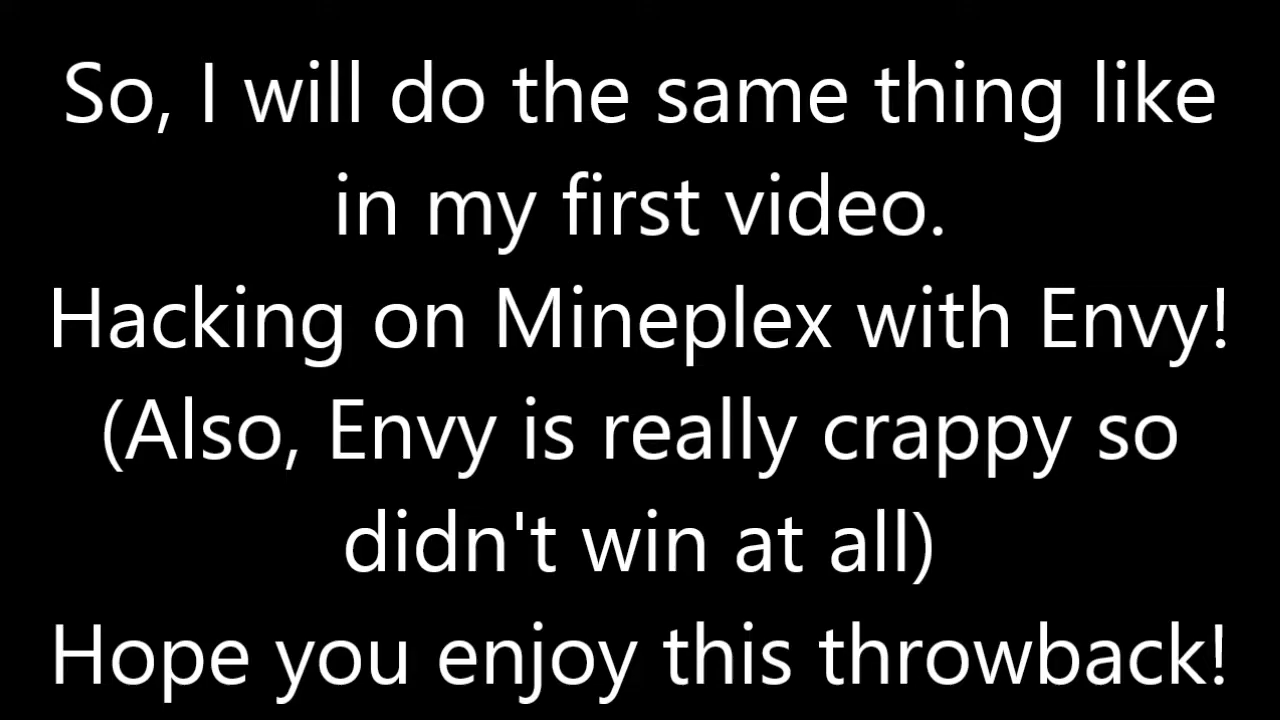 So, I will do the same thing like
in my first video.
Hacking on Mineplex with Envy!
(Also, Envy is really crappy so
didn't win at all)
Hope you enjoy this throwback!